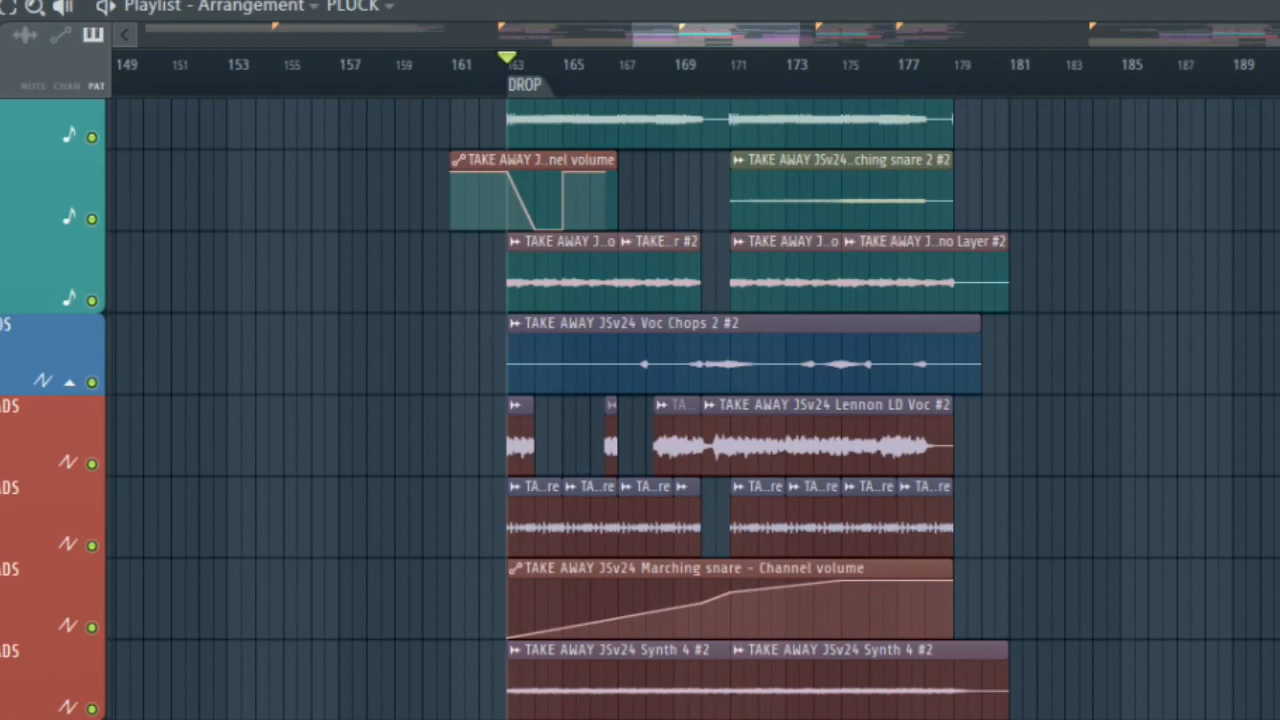 Playlist - Arrangement PLUCK
149 151 153 155 157 159 161 163 165 167 169 171 173 175 177 179 181 183 185 187 189
NOTE CHAN PAT
DROP
TAKE AWAY J...nel volume TAKE AWAY JSv24..ching snare 2 #2
TAKE AWAY J...o TAKE...r #2 TAKE AWAY J...o TAKE AWAY J...no Layer #2
DS TAKE AWAY JSv24 Voc Chops 2 #2
ADS TA... TAKE AWAY JSv24 Lennon LD Voc #2
ADS TA...re TA...re TA...re TA...re TA...re TA...re TA...re
ADS TAKE AWAY JSv24 Marching snare - Channel volume
ADS TAKE AWAY JSv24 Synth 4 #2 TAKE AWAY JSv24 Synth 4 #2